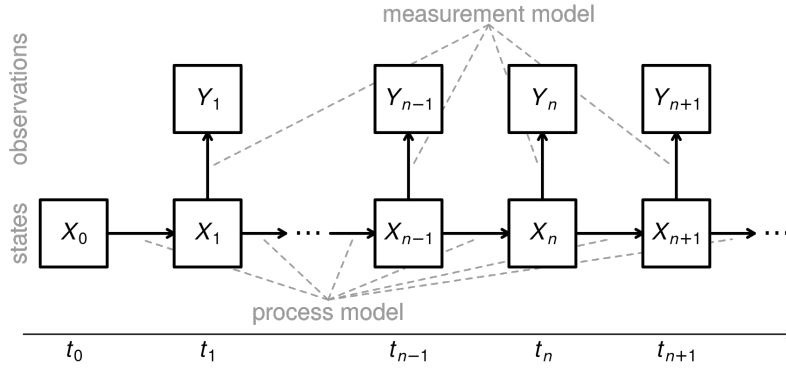 measurement model
observations
Y₁ Yₙ₋₁ Yₙ Yₙ₊₁
states
X₀ X₁ ··· Xₙ₋₁ Xₙ Xₙ₊₁ ···
process model
t₀ t₁ tₙ₋₁ tₙ tₙ₊₁